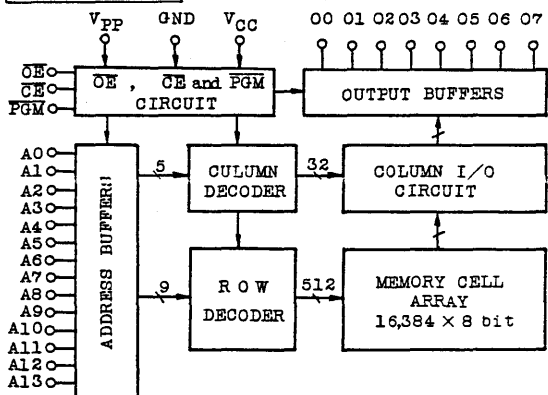 VPP GND VCC O0 O1 O2 O3 O4 O5 O6 O7
OE
CE
PGM
OE , CE and PGM
CIRCUIT
OUTPUT BUFFERS
A0
A1
A2
A3
A4
A5
A6
A7
A8
A9
A10
A11
A12
A13
ADDRESS BUFFERS
5
CULUMN
DECODER
32
COLUMN I/O
CIRCUIT
9
ROW
DECODER
512
MEMORY CELL
ARRAY
16,384 × 8 bit